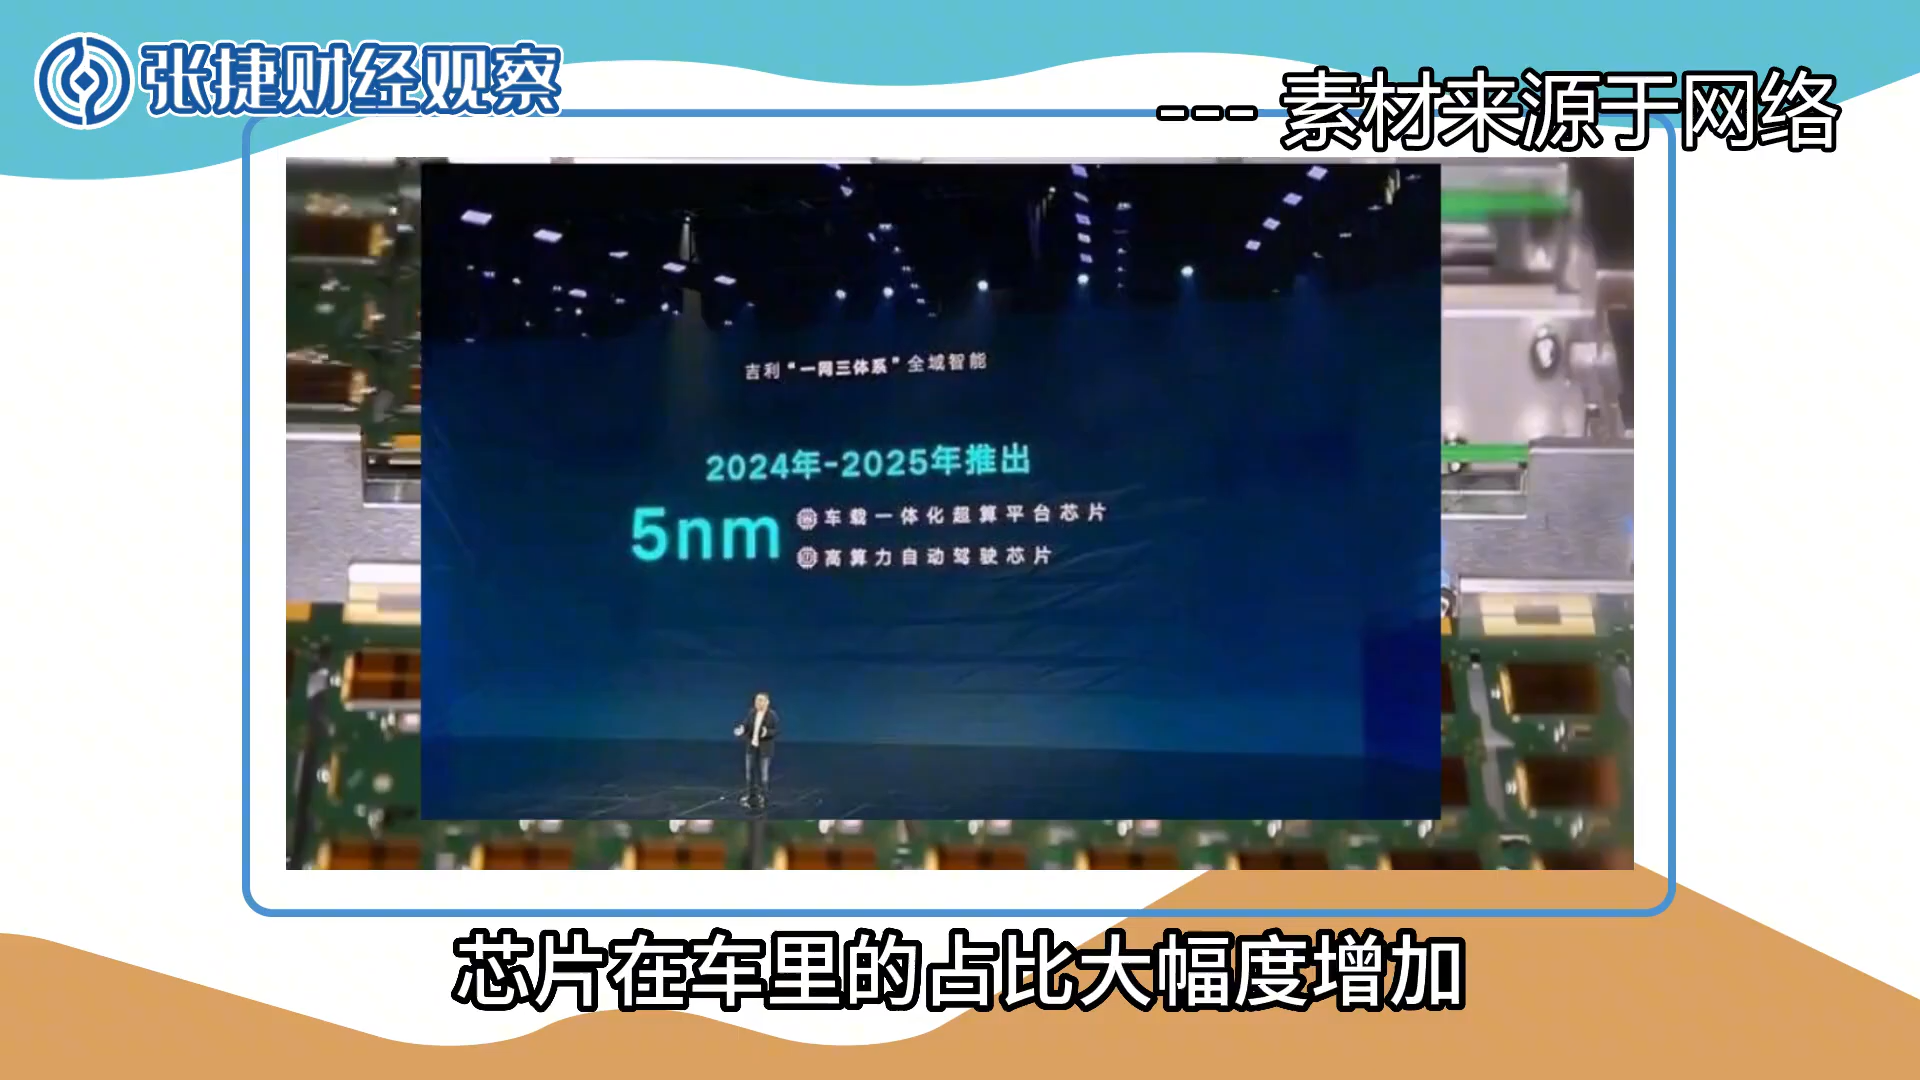 张捷财经观察
--- 素材来源于网络
吉利“一网三体系”全域智能
2024年-2025年推出
5nm
车载一体化超算平台芯片
高算力自动驾驶芯片
芯片在车里的占比大幅度增加